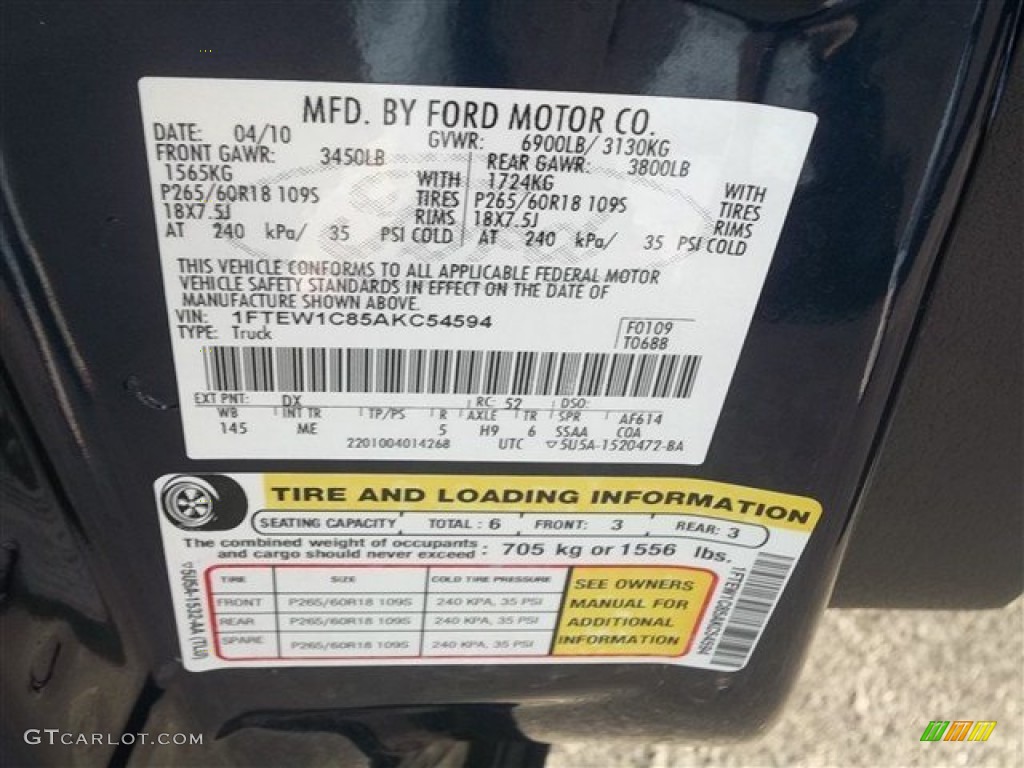 MFD. BY FORD MOTOR CO.
DATE: 04/10 GVWR: 6900LB/ 3130KG
FRONT GAWR: 3450LB REAR GAWR: 3800LB
1565KG WITH 1724KG WITH
P265/60R18 109S TIRES P265/60R18 109S TIRES
18X7.5J RIMS 18X7.5J RIMS
AT 240 kPa/ 35 PSI COLD AT 240 kPa/ 35 PSI COLD
THIS VEHICLE CONFORMS TO ALL APPLICABLE FEDERAL MOTOR
VEHICLE SAFETY STANDARDS IN EFFECT ON THE DATE OF
MANUFACTURE SHOWN ABOVE.
VIN: 1FTEW1C85AKC54594 F0109
TYPE: Truck T0688
EXT PNT: DX RC: 52 DSO:
WB INT TR TP/PS R AXLE TR SPR AF614
145 ME 5 H9 6 SSAA COA
2201004014268 UTC ▽5U5A-1520472-BA
TIRE AND LOADING INFORMATION
SEATING CAPACITY TOTAL : 6 FRONT: 3 REAR: 3
The combined weight of occupants
and cargo should never exceed : 705 kg or 1556 lbs.
TIRE SIZE COLD TIRE PRESSURE
FRONT P265/60R18 109S 240 KPA, 35 PSI
REAR P265/60R18 109S 240 KPA, 35 PSI
SPARE P265/60R18 109S 240 KPA, 35 PSI
SEE OWNERS
MANUAL FOR
ADDITIONAL
INFORMATION
▽5U5A-1532-AA (TLU)
1FTEW1C85AKC54594
GTCARLOT.COM